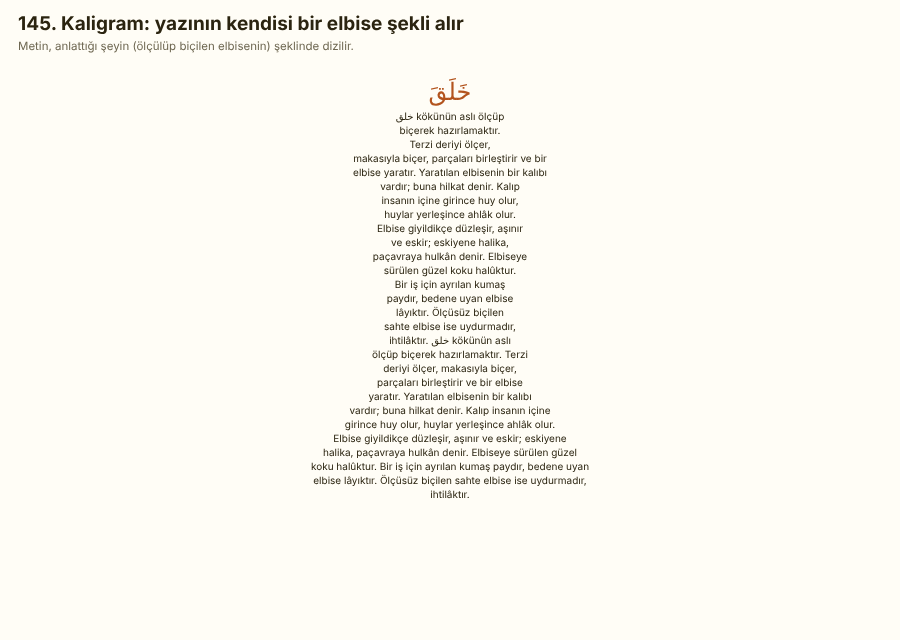 145. Kaligram: yazının kendisi bir elbise şekli alır
Metin, anlattığı şeyin (ölçülüp biçilen elbisenin) şeklinde dizilir.
خَلَقَ
خلق kökünün aslı ölçüp
biçerek hazırlamaktır.
Terzi deriyi ölçer,
makasıyla biçer, parçaları birleştirir ve bir
elbise yaratır. Yaratılan elbisenin bir kalıbı
vardır; buna hilkat denir. Kalıp
insanın içine girince huy olur,
huylar yerleşince ahlâk olur.
Elbise giyildikçe düzleşir, aşınır
ve eskir; eskiyene halika,
paçavraya hulkân denir. Elbiseye
sürülen güzel koku halûktur.
Bir iş için ayrılan kumaş
paydır, bedene uyan elbise
lâyıktır. Ölçüsüz biçilen
sahte elbise ise uydurmadır,
ihtilâktır. خلق kökünün aslı
ölçüp biçerek hazırlamaktır. Terzi
deriyi ölçer, makasıyla biçer,
parçaları birleştirir ve bir elbise
yaratır. Yaratılan elbisenin bir kalıbı
vardır; buna hilkat denir. Kalıp insanın içine
girince huy olur, huylar yerleşince ahlâk olur.
Elbise giyildikçe düzleşir, aşınır ve eskir; eskiyene
halika, paçavraya hulkân denir. Elbiseye sürülen güzel
koku halûktur. Bir iş için ayrılan kumaş paydır, bedene uyan
elbise lâyıktır. Ölçüsüz biçilen sahte elbise ise uydurmadır,
ihtilâktır.